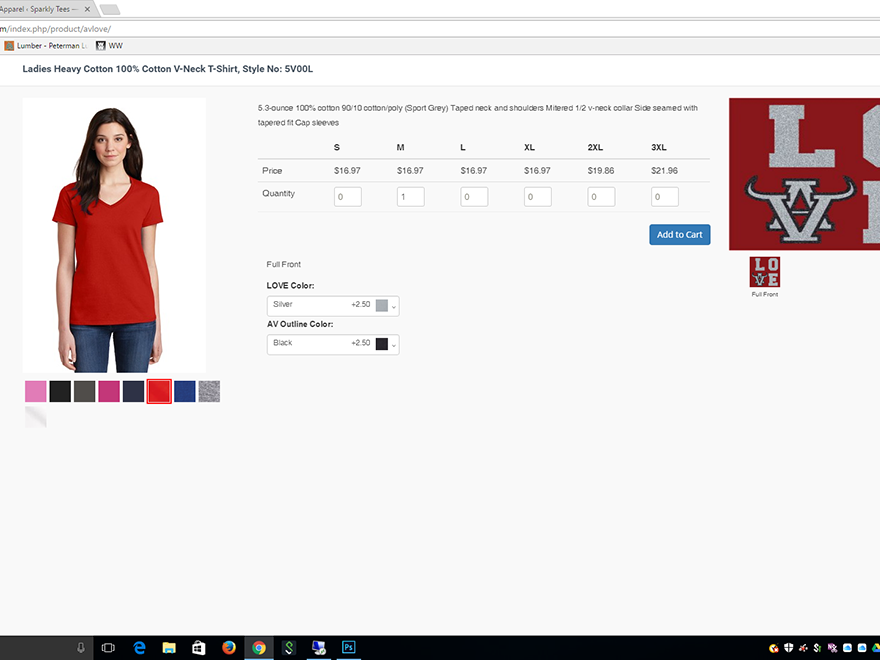 Apparel - Sparkly Tees –
m/index.php/product/avlove/
Lumber - Peterman L
WW
Ladies Heavy Cotton 100% Cotton V-Neck T-Shirt, Style No: 5V00L
5.3-ounce 100% cotton 90/10 cotton/poly (Sport Grey) Taped neck and shoulders Mitered 1/2 v-neck collar Side seamed with
tapered fit Cap sleeves
S M L XL 2XL 3XL
Price $16.97 $16.97 $16.97 $16.97 $19.86 $21.96
Quantity 0 1 0 0 0 0
Add to Cart
Full Front
LOVE Color:
Silver +2.50
AV Outline Color:
Black +2.50
L O
AV
LO
VE
Full Front
Ps